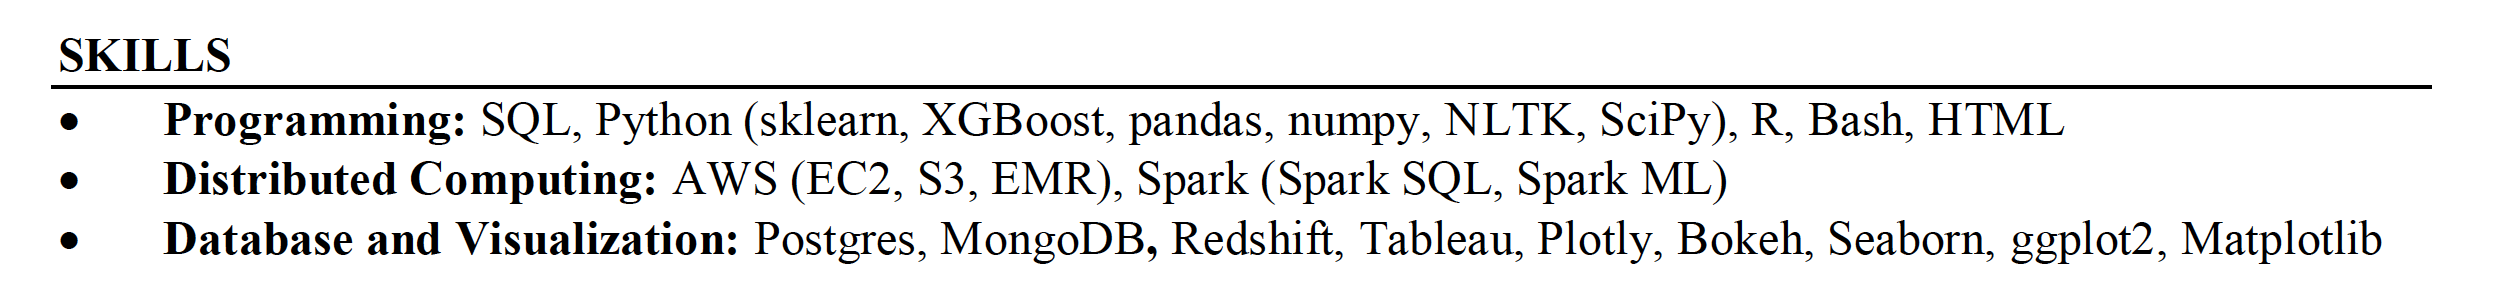 SKILLS
• Programming: SQL, Python (sklearn, XGBoost, pandas, numpy, NLTK, SciPy), R, Bash, HTML
• Distributed Computing: AWS (EC2, S3, EMR), Spark (Spark SQL, Spark ML)
• Database and Visualization: Postgres, MongoDB, Redshift, Tableau, Plotly, Bokeh, Seaborn, ggplot2, Matplotlib